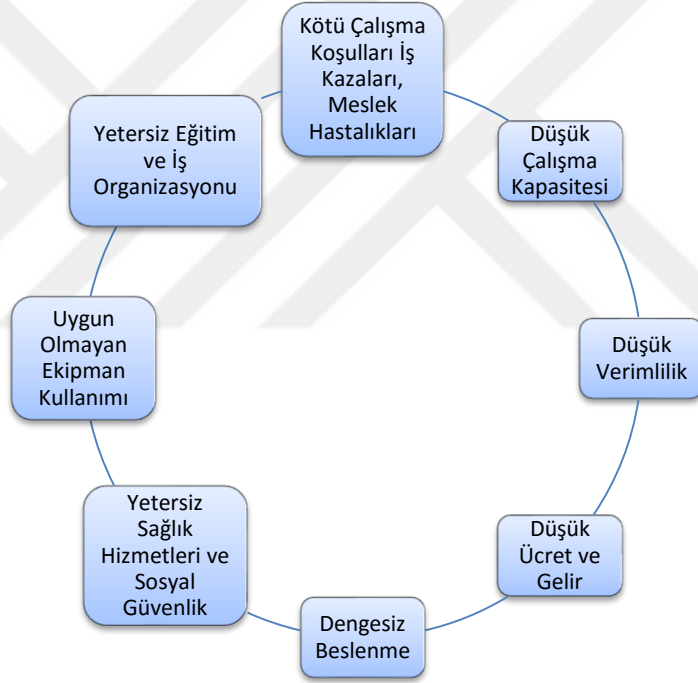 Kötü Çalışma
Koşulları İş
Kazaları,
Meslek
Hastalıkları
Düşük
Çalışma
Kapasitesi
Düşük
Verimlilik
Düşük
Ücret ve
Gelir
Dengesiz
Beslenme
Yetersiz
Sağlık
Hizmetleri ve
Sosyal
Güvenlik
Uygun
Olmayan
Ekipman
Kullanımı
Yetersiz Eğitim
ve İş
Organizasyonu